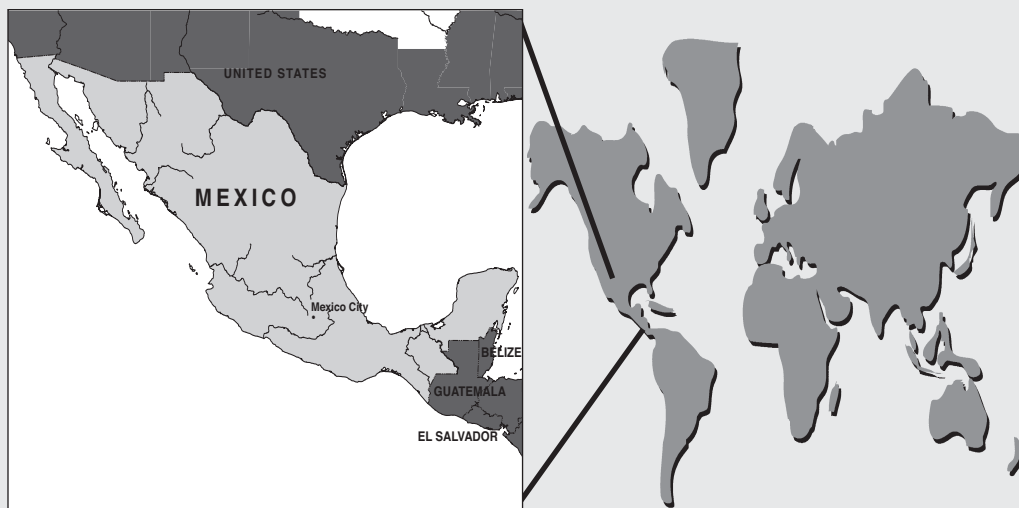 UNITED STATES
MEXICO
Mexico City
BELIZE
GUATEMALA
EL SALVADOR